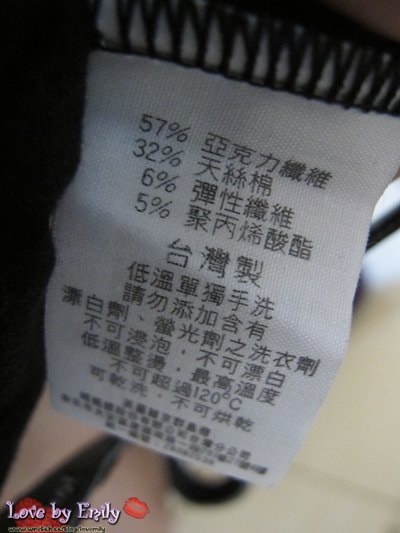 57% 亞克力纖維
32% 天絲棉
6% 彈性纖維
5% 聚丙烯酸酯
台灣製
低溫單獨手洗
請勿添加含有
漂白劑、螢光劑之洗衣劑
不可浸泡，不可漂白
低溫整燙，最高溫度
不可超過120°C
可乾洗，不可烘乾
Love by Emily